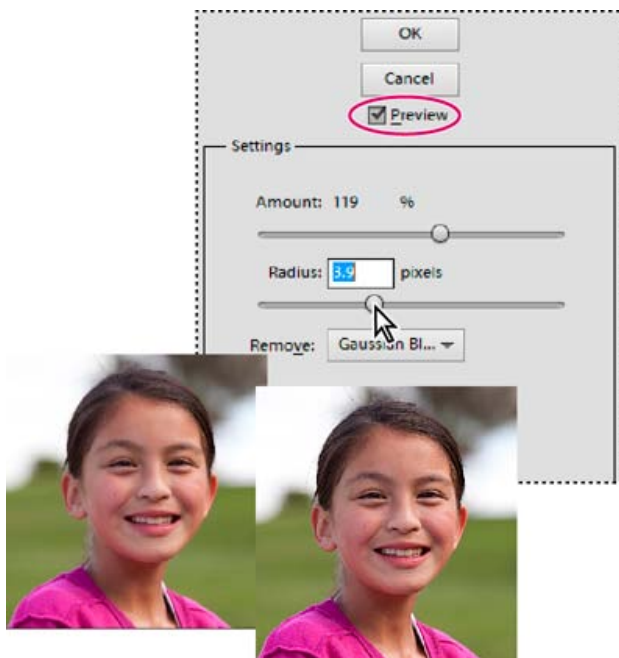 OK
Cancel
Preview
Settings
Amount: 119 %
Radius: 3.9 pixels
Remove: Gaussian Bl...